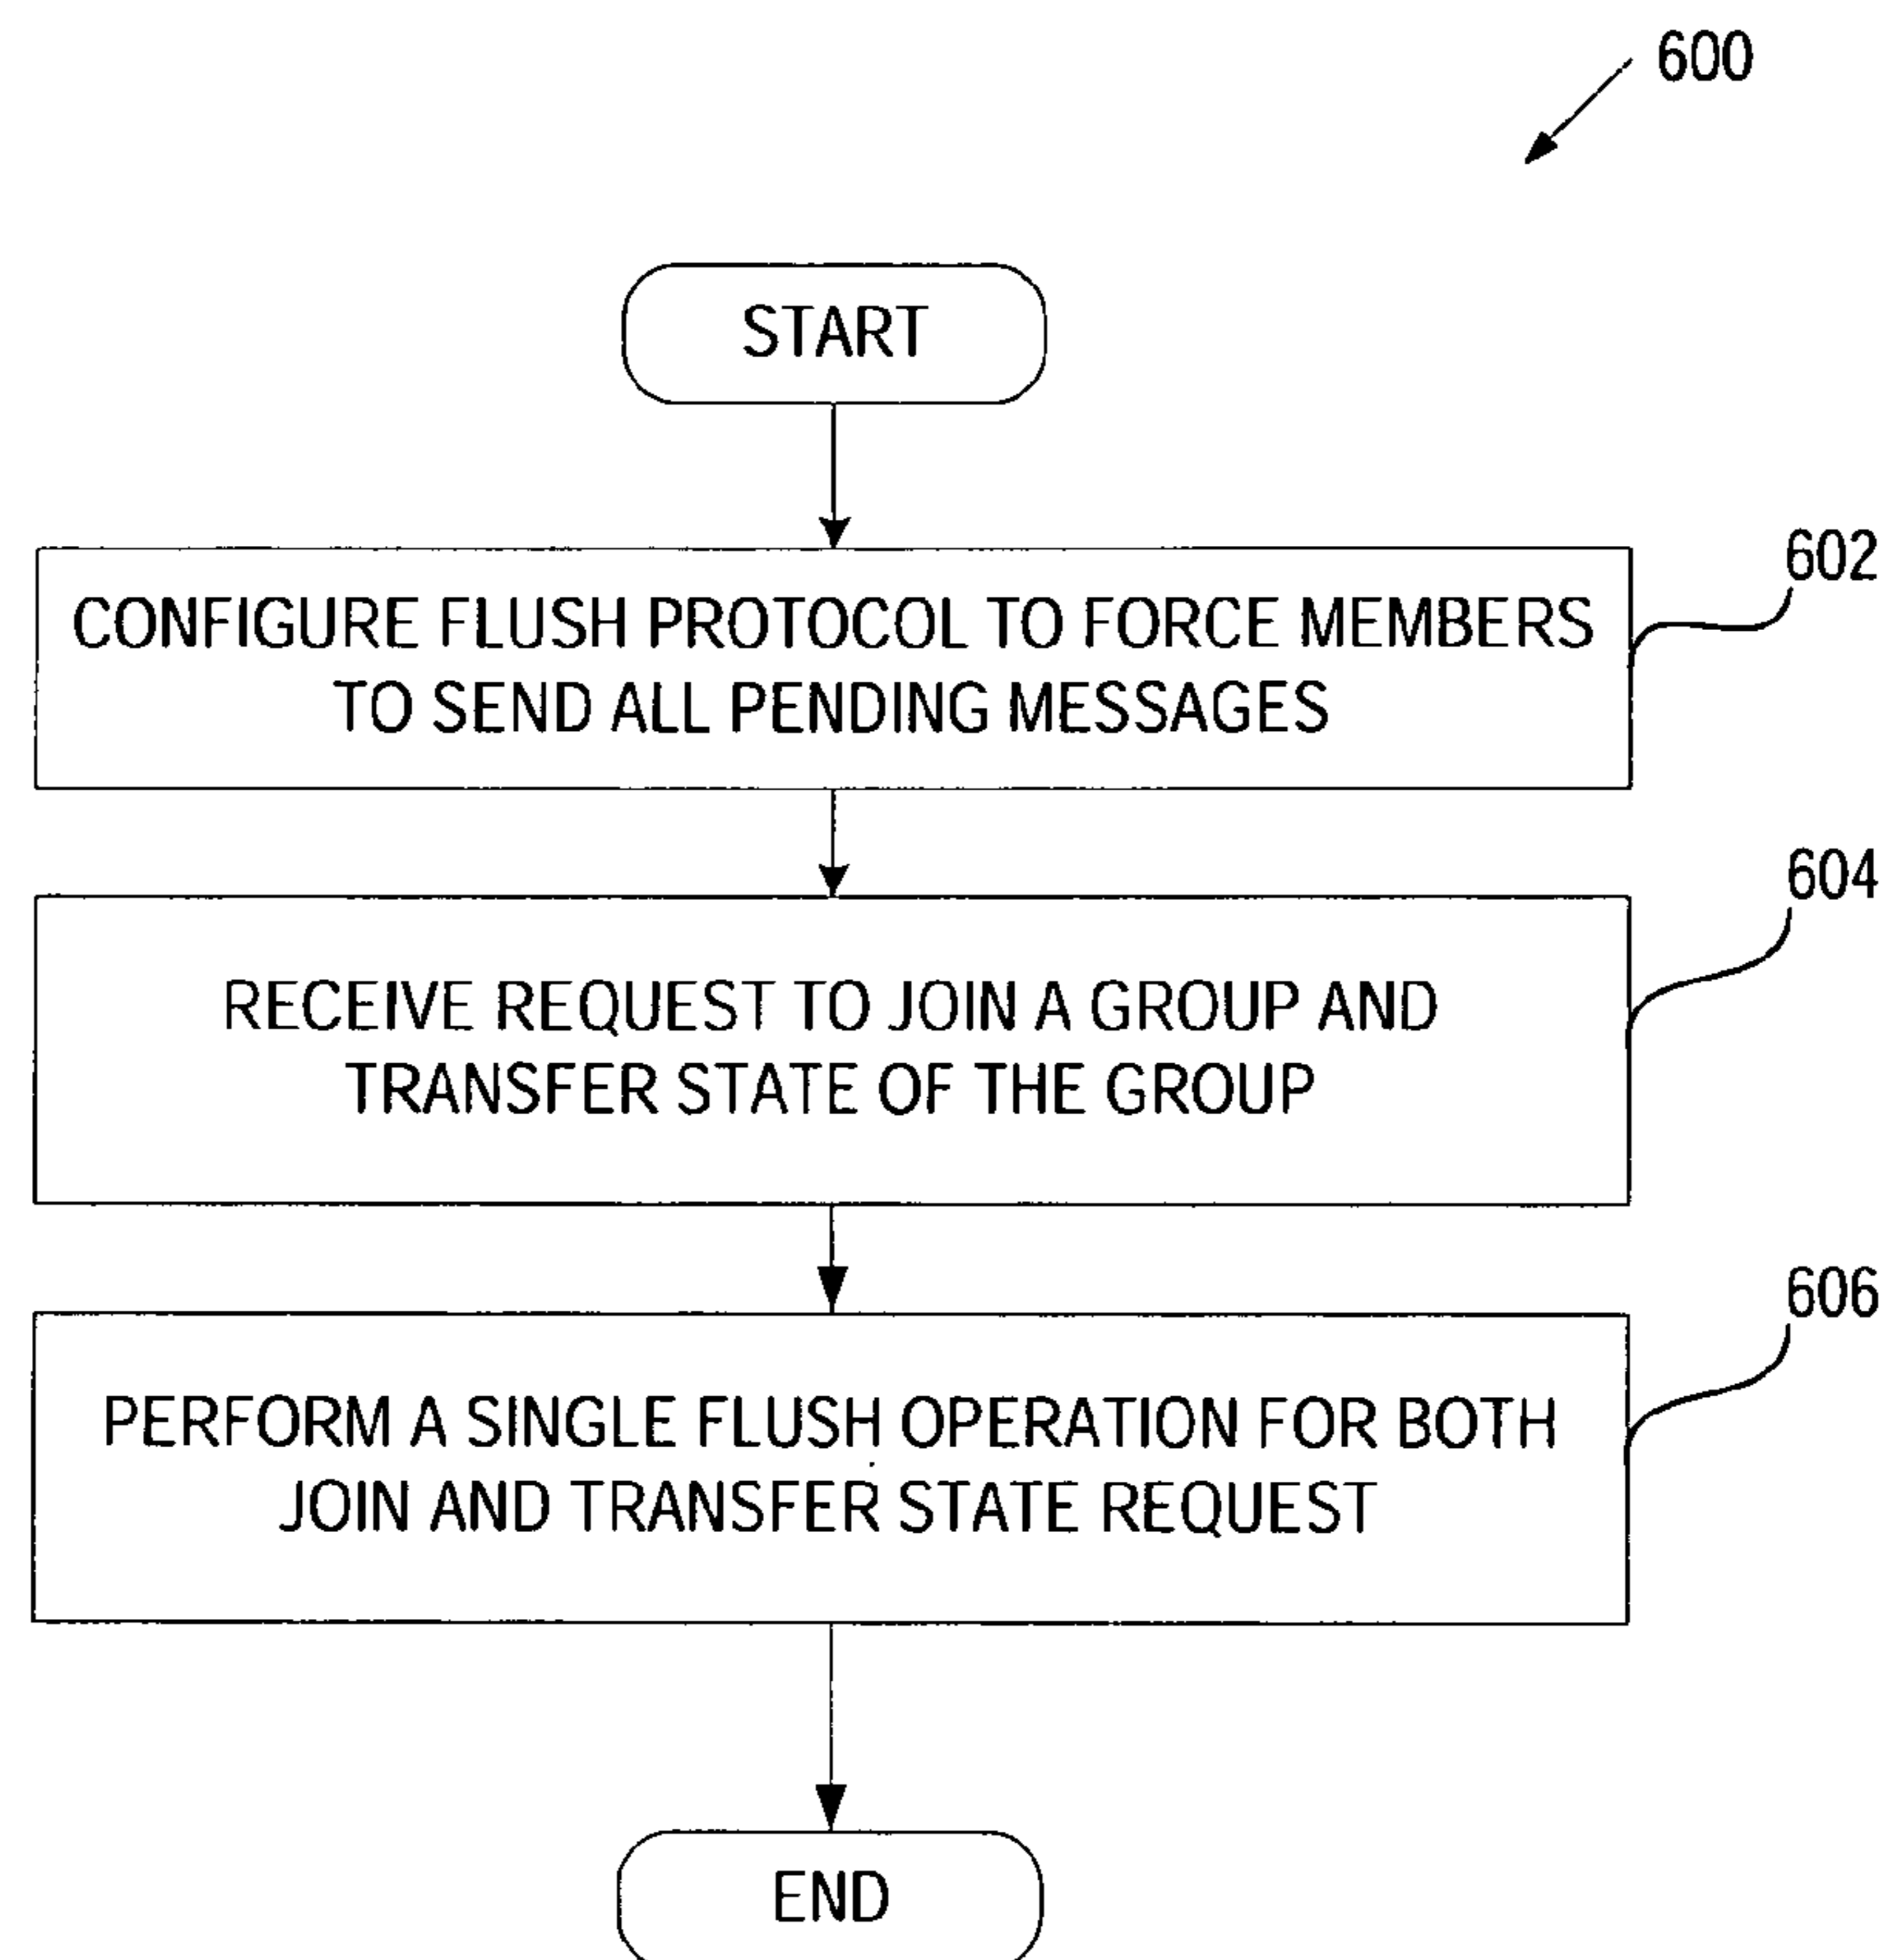 600
START
602
CONFIGURE FLUSH PROTOCOL TO FORCE MEMBERS
TO SEND ALL PENDING MESSAGES
604
RECEIVE REQUEST TO JOIN A GROUP AND
TRANSFER STATE OF THE GROUP
606
PERFORM A SINGLE FLUSH OPERATION FOR BOTH
JOIN AND TRANSFER STATE REQUEST
END